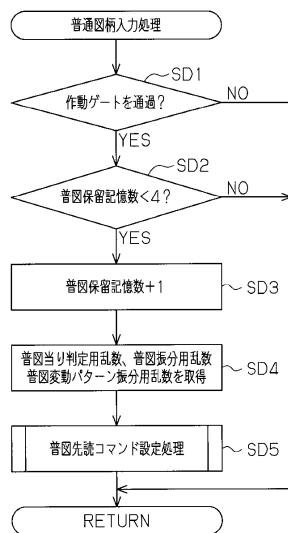 普通図柄入力処理
SD1
作動ゲートを通過?
NO
YES
SD2
普図保留記憶数<4?
NO
YES
普図保留記憶数+1
SD3
普図当り判定用乱数、普図振分用乱数
普図変動パターン振分用乱数を取得
SD4
普図先読コマンド設定処理
SD5
RETURN